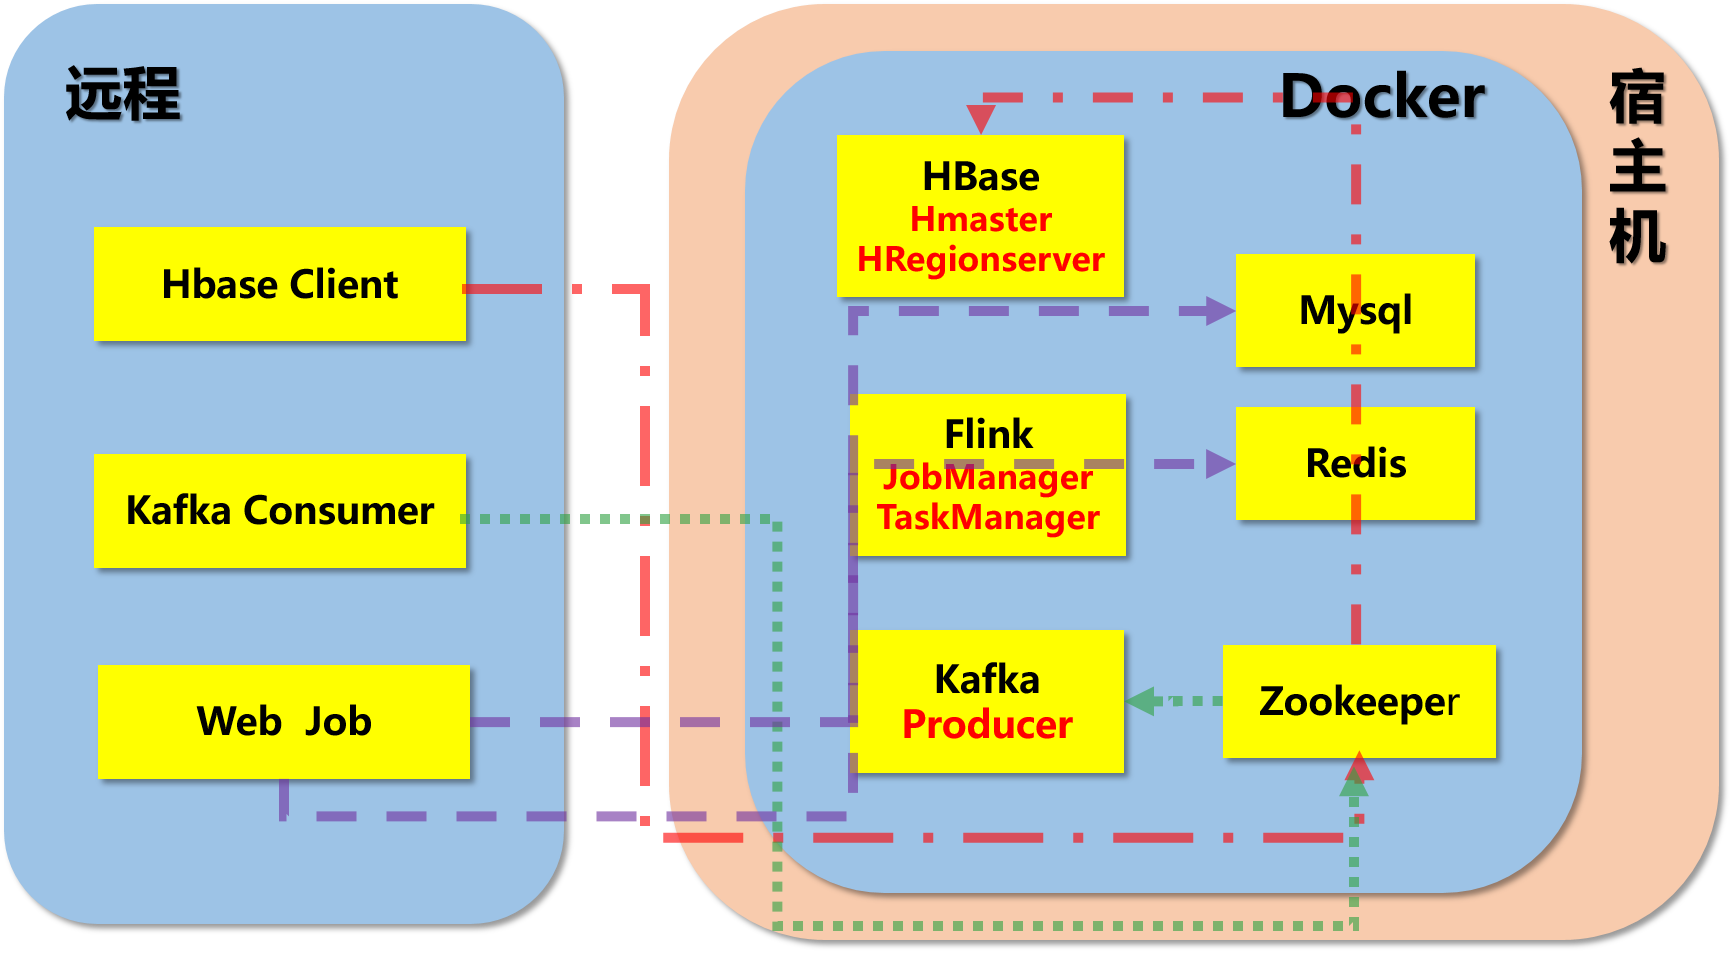 远程
Hbase Client
Kafka Consumer
Web Job
Docker
宿
主
机
HBase
Hmaster
HRegionserver
Mysql
Flink
JobManager
TaskManager
Redis
Kafka
Producer
Zookeeper